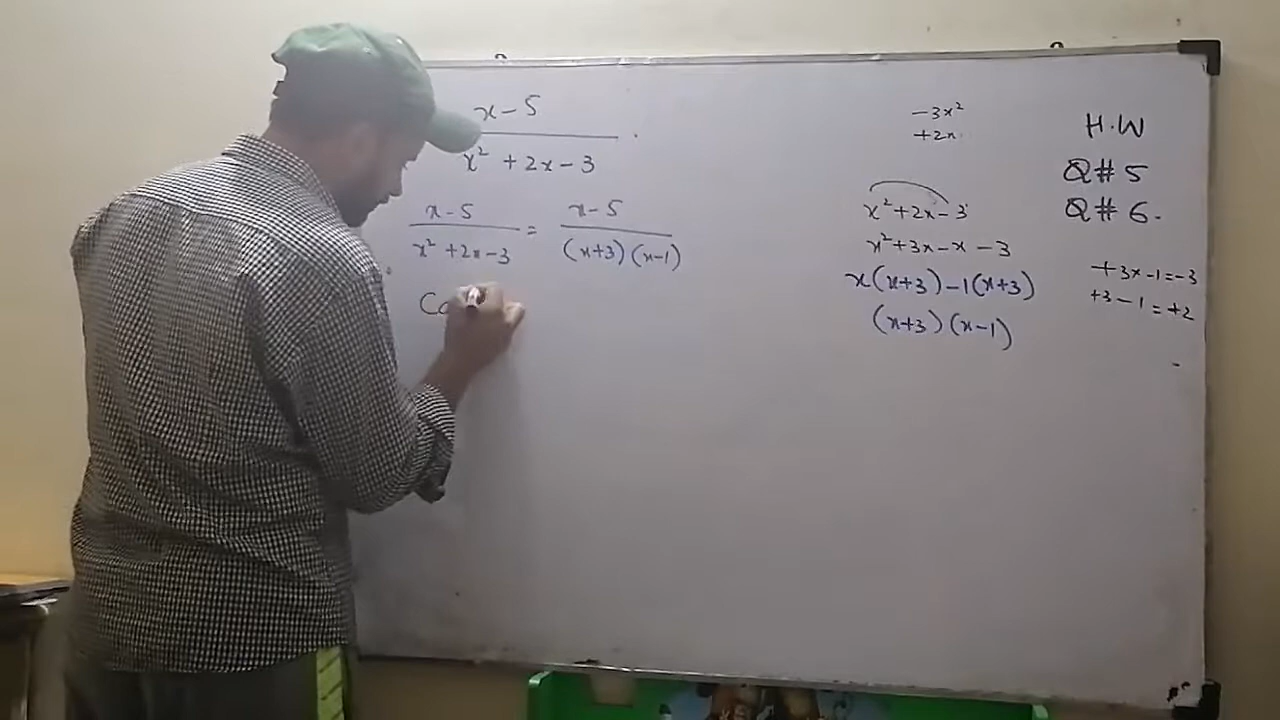 x-5
x² +2x-3
x-5 / x² +2x-3 = x-5 / (x+3)(x-1)
Co
-3x²
+2x
x²+2x-3
x²+3x-x-3
x(x+3)-1(x+3)
(x+3)(x-1)
H.W
Q# 5
Q# 6.
+3x-1=-3
+3-1=+2